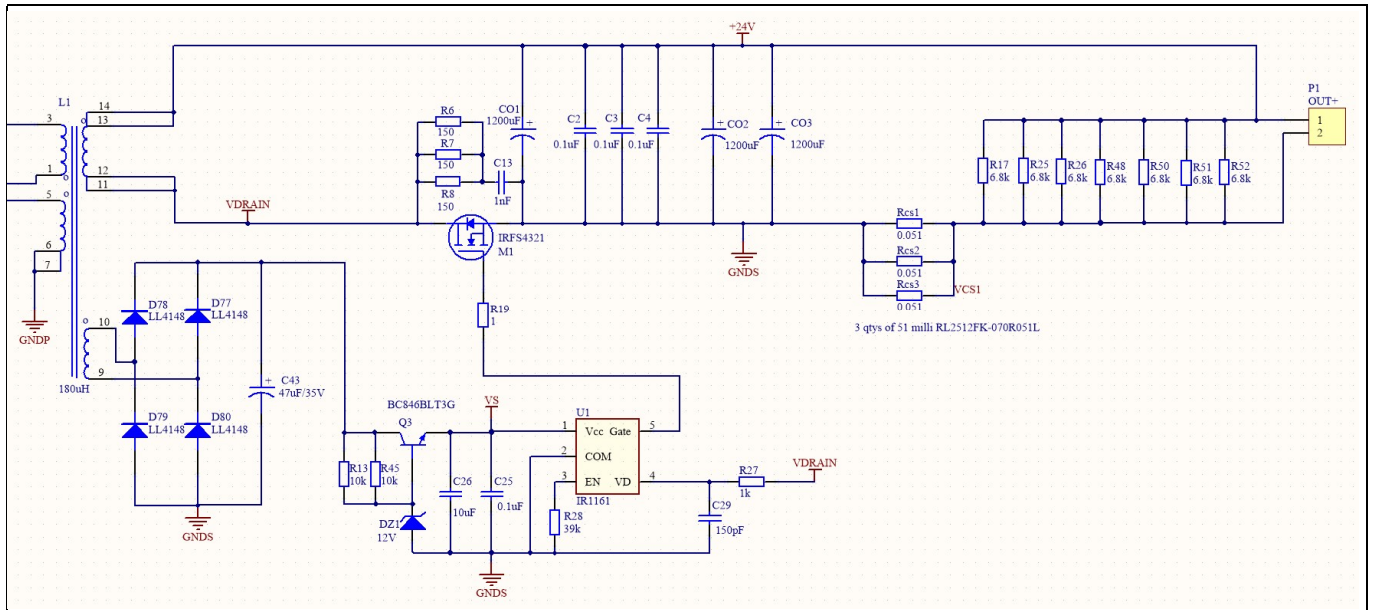 +24V
L1
P1
OUT+
14
3
13
R6
150
CO1
1200uF
+
C2
0.1uF
C3
C4
0.1uF
+
CO2
1200uF
+
CO3
1200uF
1
2
R7
150
1
12
C13
1nF
R17
6.8k
R25
6.8k
R26
6.8k
R48
6.8k
R50
6.8k
R51
6.8k
R52
6.8k
11
5
R8
150
VDRAIN
Rcs1
0.051
IRFS4321
M1
6
7
Rcs2
0.051
GNDS
Rcs3
0.051
VCS1
D78
LL4148
D77
LL4148
R19
1
10
GNDP
3 qtys of 51 milli RL2512FK-070R051L
9
180uH
+
C43
47uF/35V
BC846BLT3G
VS
D79
LL4148
D80
LL4148
Q3
U1
1
Vcc
Gate
5
2
COM
VDRAIN
R13
10k
R45
10k
3
EN
VD
4
R27
1k
C26
10uF
C25
0.1uF
IR1161
C29
150pF
DZ1
12V
R28
39k
GNDS
GNDS